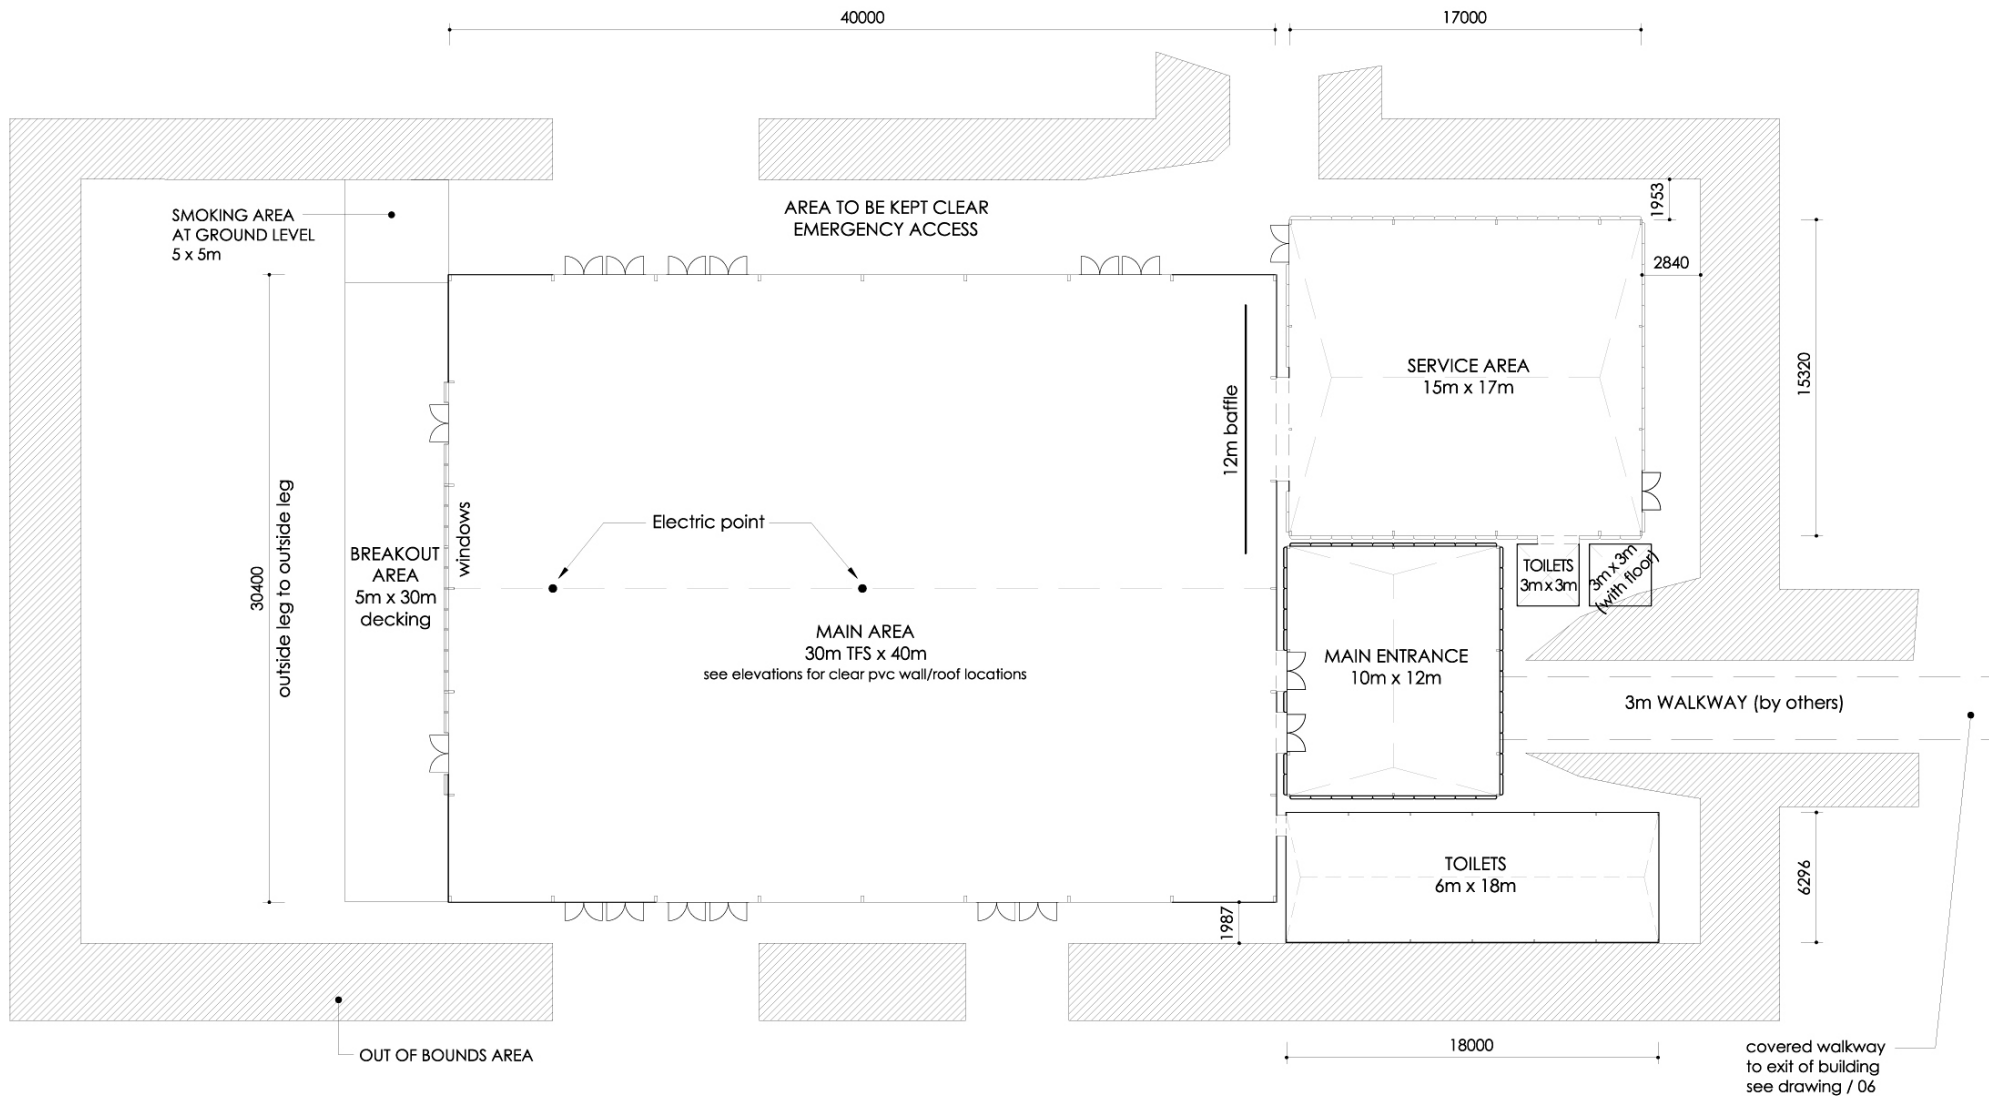 40000
17000
SMOKING AREA
AT GROUND LEVEL
5 x 5m
AREA TO BE KEPT CLEAR
EMERGENCY ACCESS
1953
2840
SERVICE AREA
15m x 17m
15320
12m baffle
30400
outside leg to outside leg
windows
Electric point
BREAKOUT
AREA
5m x 30m
decking
TOILETS
3m x 3m
3m x 3m
(with floor)
MAIN AREA
30m TFS x 40m
see elevations for clear pvc wall/roof locations
MAIN ENTRANCE
10m x 12m
3m WALKWAY (by others)
TOILETS
6m x 18m
6296
1987
18000
OUT OF BOUNDS AREA
covered walkway
to exit of building
see drawing / 06